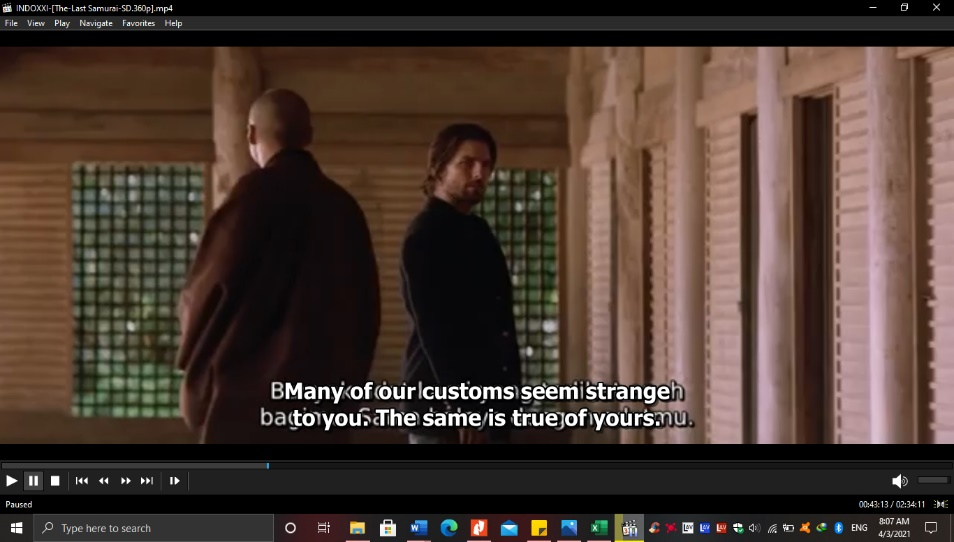 INDOXXI-[The-Last Samurai-SD.360p].mp4
File View Play Navigate Favorites Help
Many of our customs seem strange
to you. The same is true of yours.
Paused
00:43:13 / 02:34:11
Type here to search
ENG
8:07 AM
4/3/2021